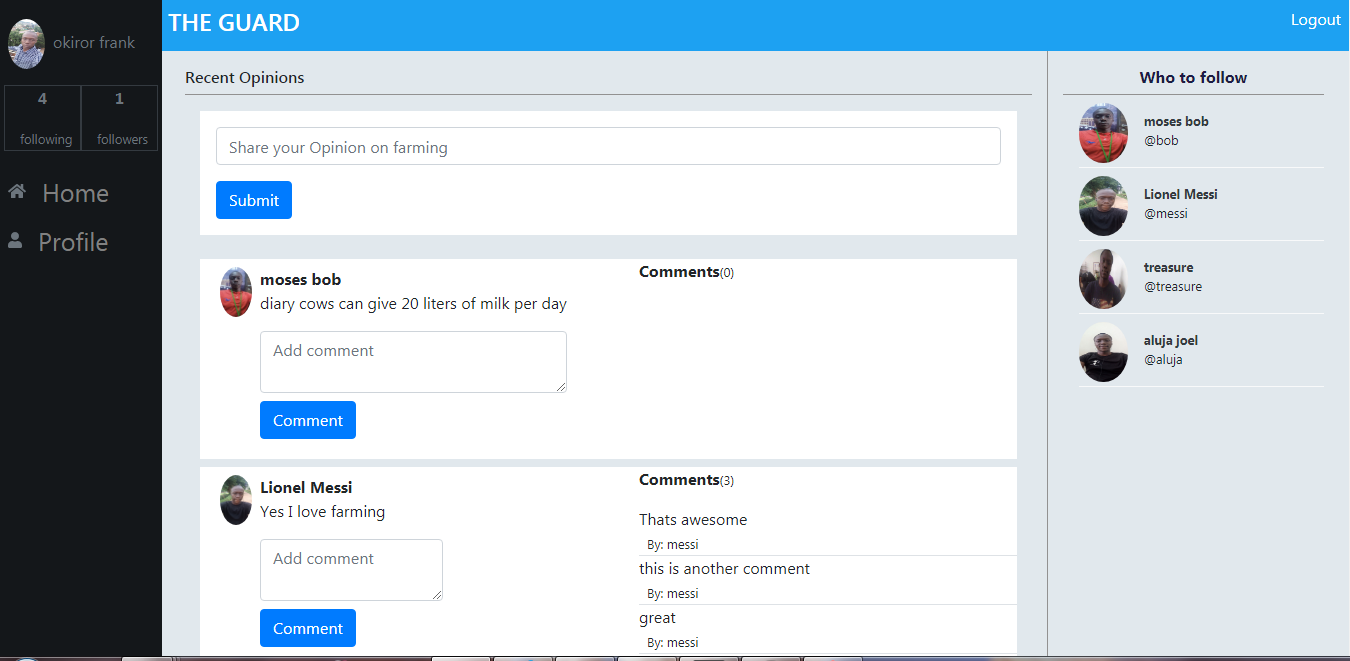 THE GUARD
Logout
okiror frank
4
1
following
followers
Home
Profile
Recent Opinions
Share your Opinion on farming
Submit
moses bob
diary cows can give 20 liters of milk per day
Add comment
Comment
Comments(0)
Lionel Messi
Yes I love farming
Add comment
Comment
Comments(3)
Thats awesome
By: messi
this is another comment
By: messi
great
By: messi
Who to follow
moses bob
@bob
Lionel Messi
@messi
treasure
@treasure
aluja joel
@aluja